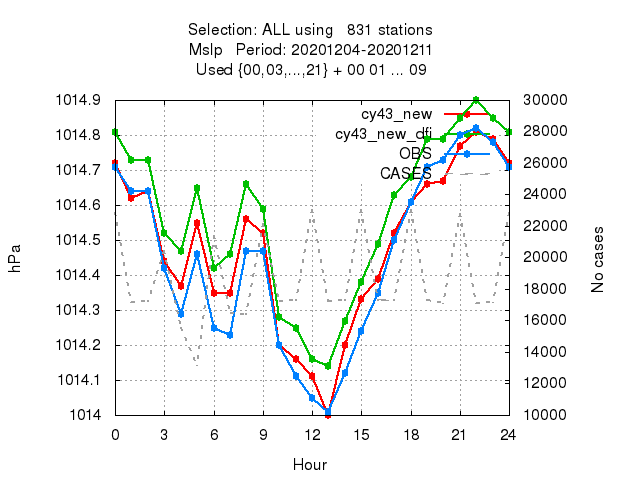 Selection: ALL using   831 stations
Mslp   Period: 20201204-20201211
Used {00,03,...,21} + 00 01 ... 09
1014.9 30000
cy43_new
1014.8 cy43_new_dfi 28000
OBS
1014.7 CASES 26000
24000
1014.6
22000
1014.5
20000
1014.4
18000
1014.3
16000
1014.2
14000
1014.1
12000
1014 10000
hPa
No cases
0 3 6 9 12 15 18 21 24
Hour